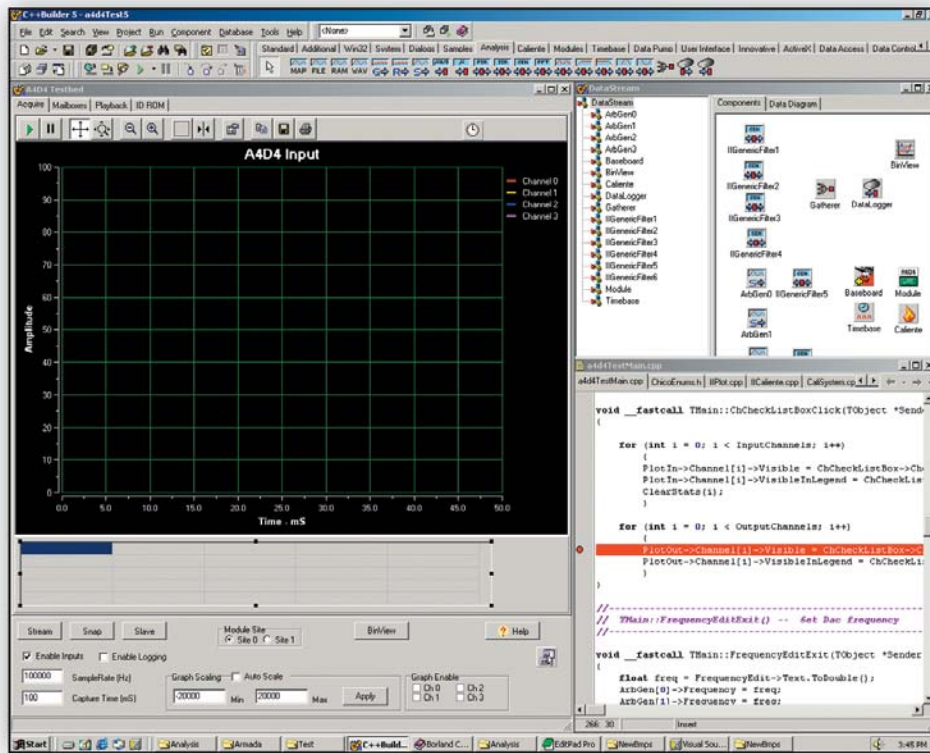 C++Builder 5 - a4d4Test5
File Edit Search View Project Run Component Database Tools Help <None>
Standard Additional Win32 System Dialogs Samples Analysis Caliente Modules Timebase Data Pump User Interface Innovative ActiveX Data Access Data Control
MAP FILE RAM WAV
A4D4 Testbed
Acquire Mailboxes Playback ID ROM
A4D4 Input
Channel 0
Channel 1
Channel 2
Channel 3
Amplitude
100
90
80
70
60
50
40
30
20
10
0
0.0 5.0 10.0 15.0 20.0 25.0 30.0 35.0 40.0 45.0 50.0
Time - mS
Stream Snap Slave
Module Site
Site 0 Site 1
BinView
? Help
Enable Inputs Enable Logging
100000 SampleRate (Hz)
100 Capture Time (mS)
Graph Scaling Auto Scale
-20000 Min 20000 Max Apply
Graph Enable
Ch 0 Ch 2
Ch 1 Ch 3
DataStream
DataStream
ArbGen0
ArbGen1
ArbGen2
ArbGen3
Baseboard
BinView
Caliente
DataLogger
Gatherer
IIGenericFilter1
IIGenericFilter2
IIGenericFilter3
IIGenericFilter4
IIGenericFilter5
IIGenericFilter6
Module
Timebase
Components Data Diagram
IIGenericFilter1
IIGenericFilter2
IIGenericFilter3
IIGenericFilter4
BinView
Gatherer DataLogger
ArbGen0 IIGenericFilter5 Baseboard Module
ArbGen1 Timebase Caliente
a4d4TestMain.cpp
a4d4TestMain.cpp ChicoEnums.h IIPlot.cpp IICaliente.cpp CaliSystem.cp
void __fastcall TMain::ChCheckListBoxClick(TObject *Sende
{
for (int i = 0; i < InputChannels; i++)
{
PlotIn->Channel[i]->Visible = ChCheckListBox->Ch
PlotIn->Channel[i]->VisibleInLegend = ChCheckLis
ClearStats(i);
}
for (int i = 0; i < OutputChannels; i++)
{
PlotOut->Channel[i]->Visible = ChCheckListBox->C
PlotOut->Channel[i]->VisibleInLegend = ChCheckLi
}
}
//--------------------------------------------------
// TMain::FrequencyEditExit() -- Set Dac frequency
//--------------------------------------------------
void __fastcall TMain::FrequencyEditExit(TObject *Sender
{
float freq = FrequencyEdit->Text.ToDouble();
ArbGen[0]->Frequency = freq;
ArbGen[1]->Frequency = freq;
266: 30 Insert
Start Analysis Armada Test C++Buil... Borland C... Analysis EditPad Pro NewBmps Visual Sou... NewBmps 3:45 PM